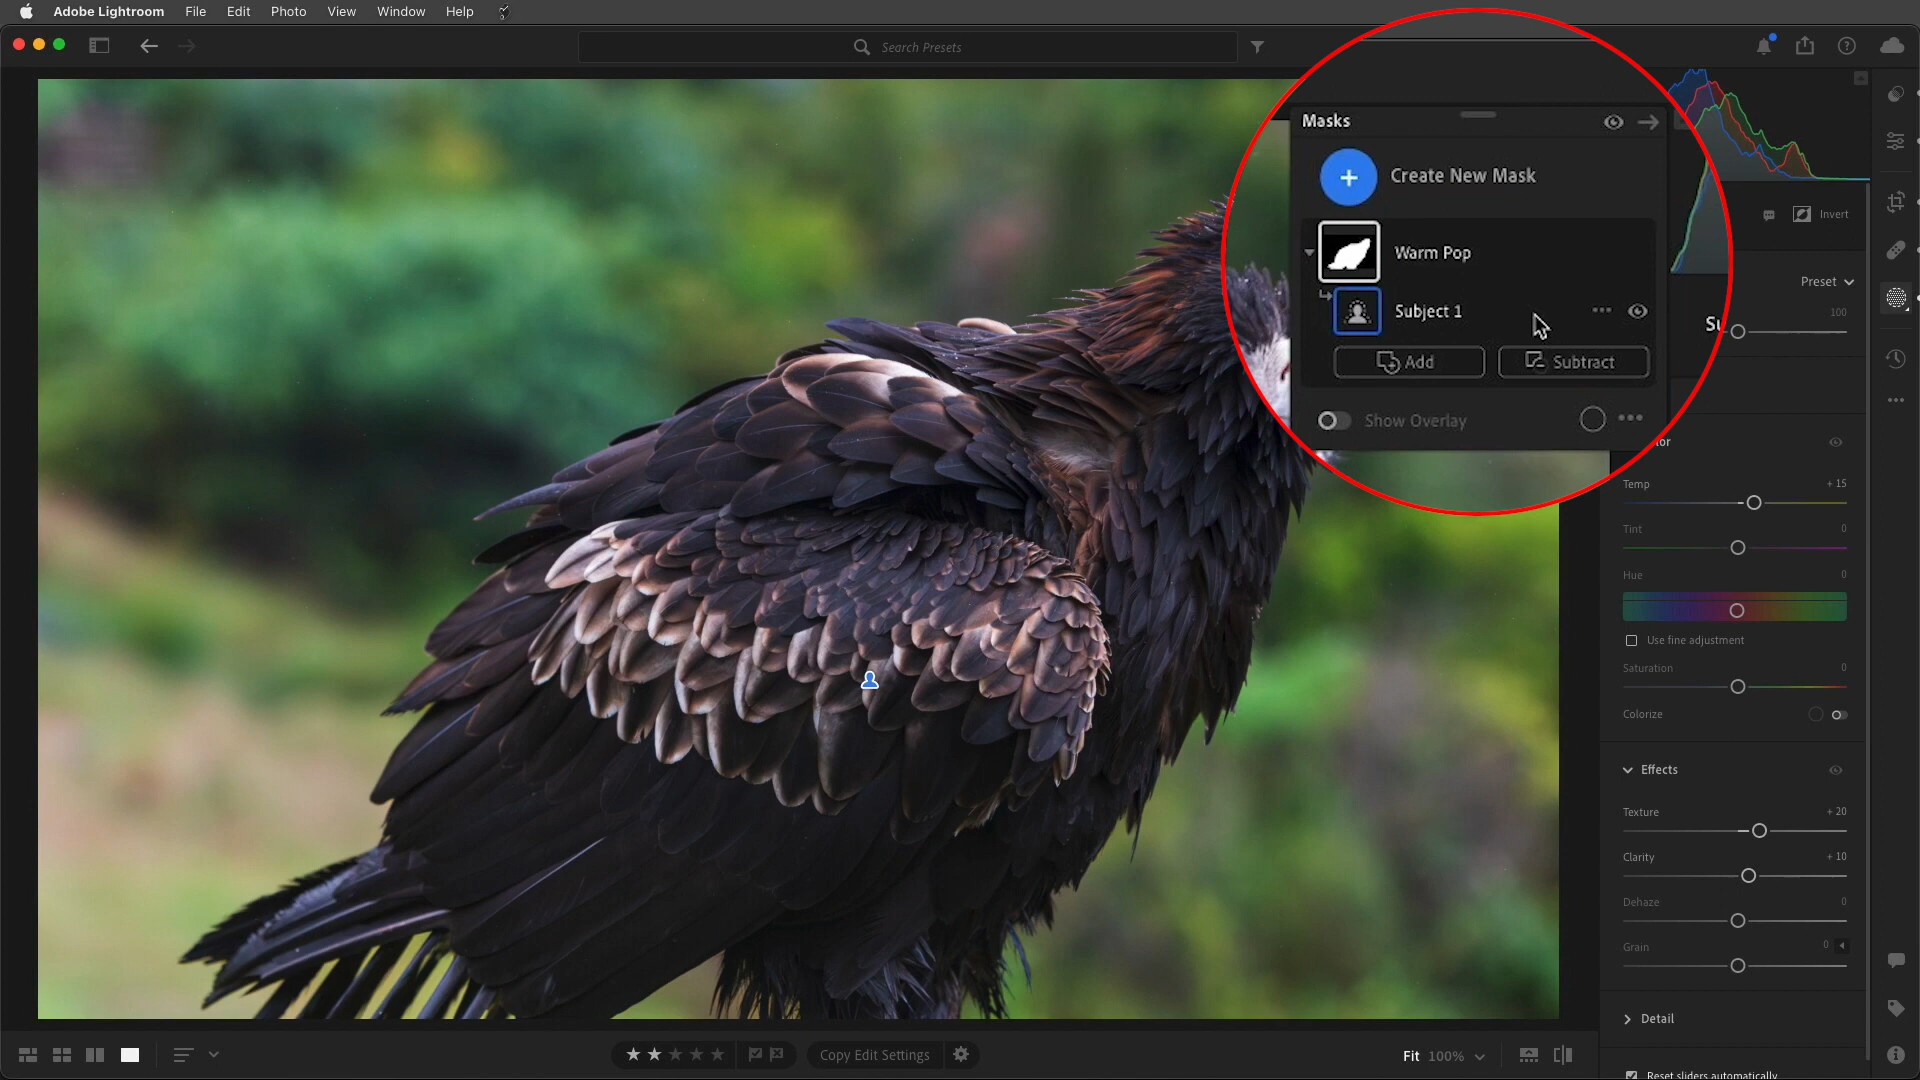 Adobe Lightroom File Edit Photo View Window Help
Search Presets
Masks
Create New Mask
Warm Pop
Subject 1
Add Subtract
Show Overlay
Invert
Preset
100
Su
or
Temp + 15
Tint 0
Hue 0
Use fine adjustment
Saturation 0
Colorize
Effects
Texture + 20
Clarity + 10
Dehaze 0
Grain 0
Detail
Reset sliders automatically
Copy Edit Settings
Fit 100%